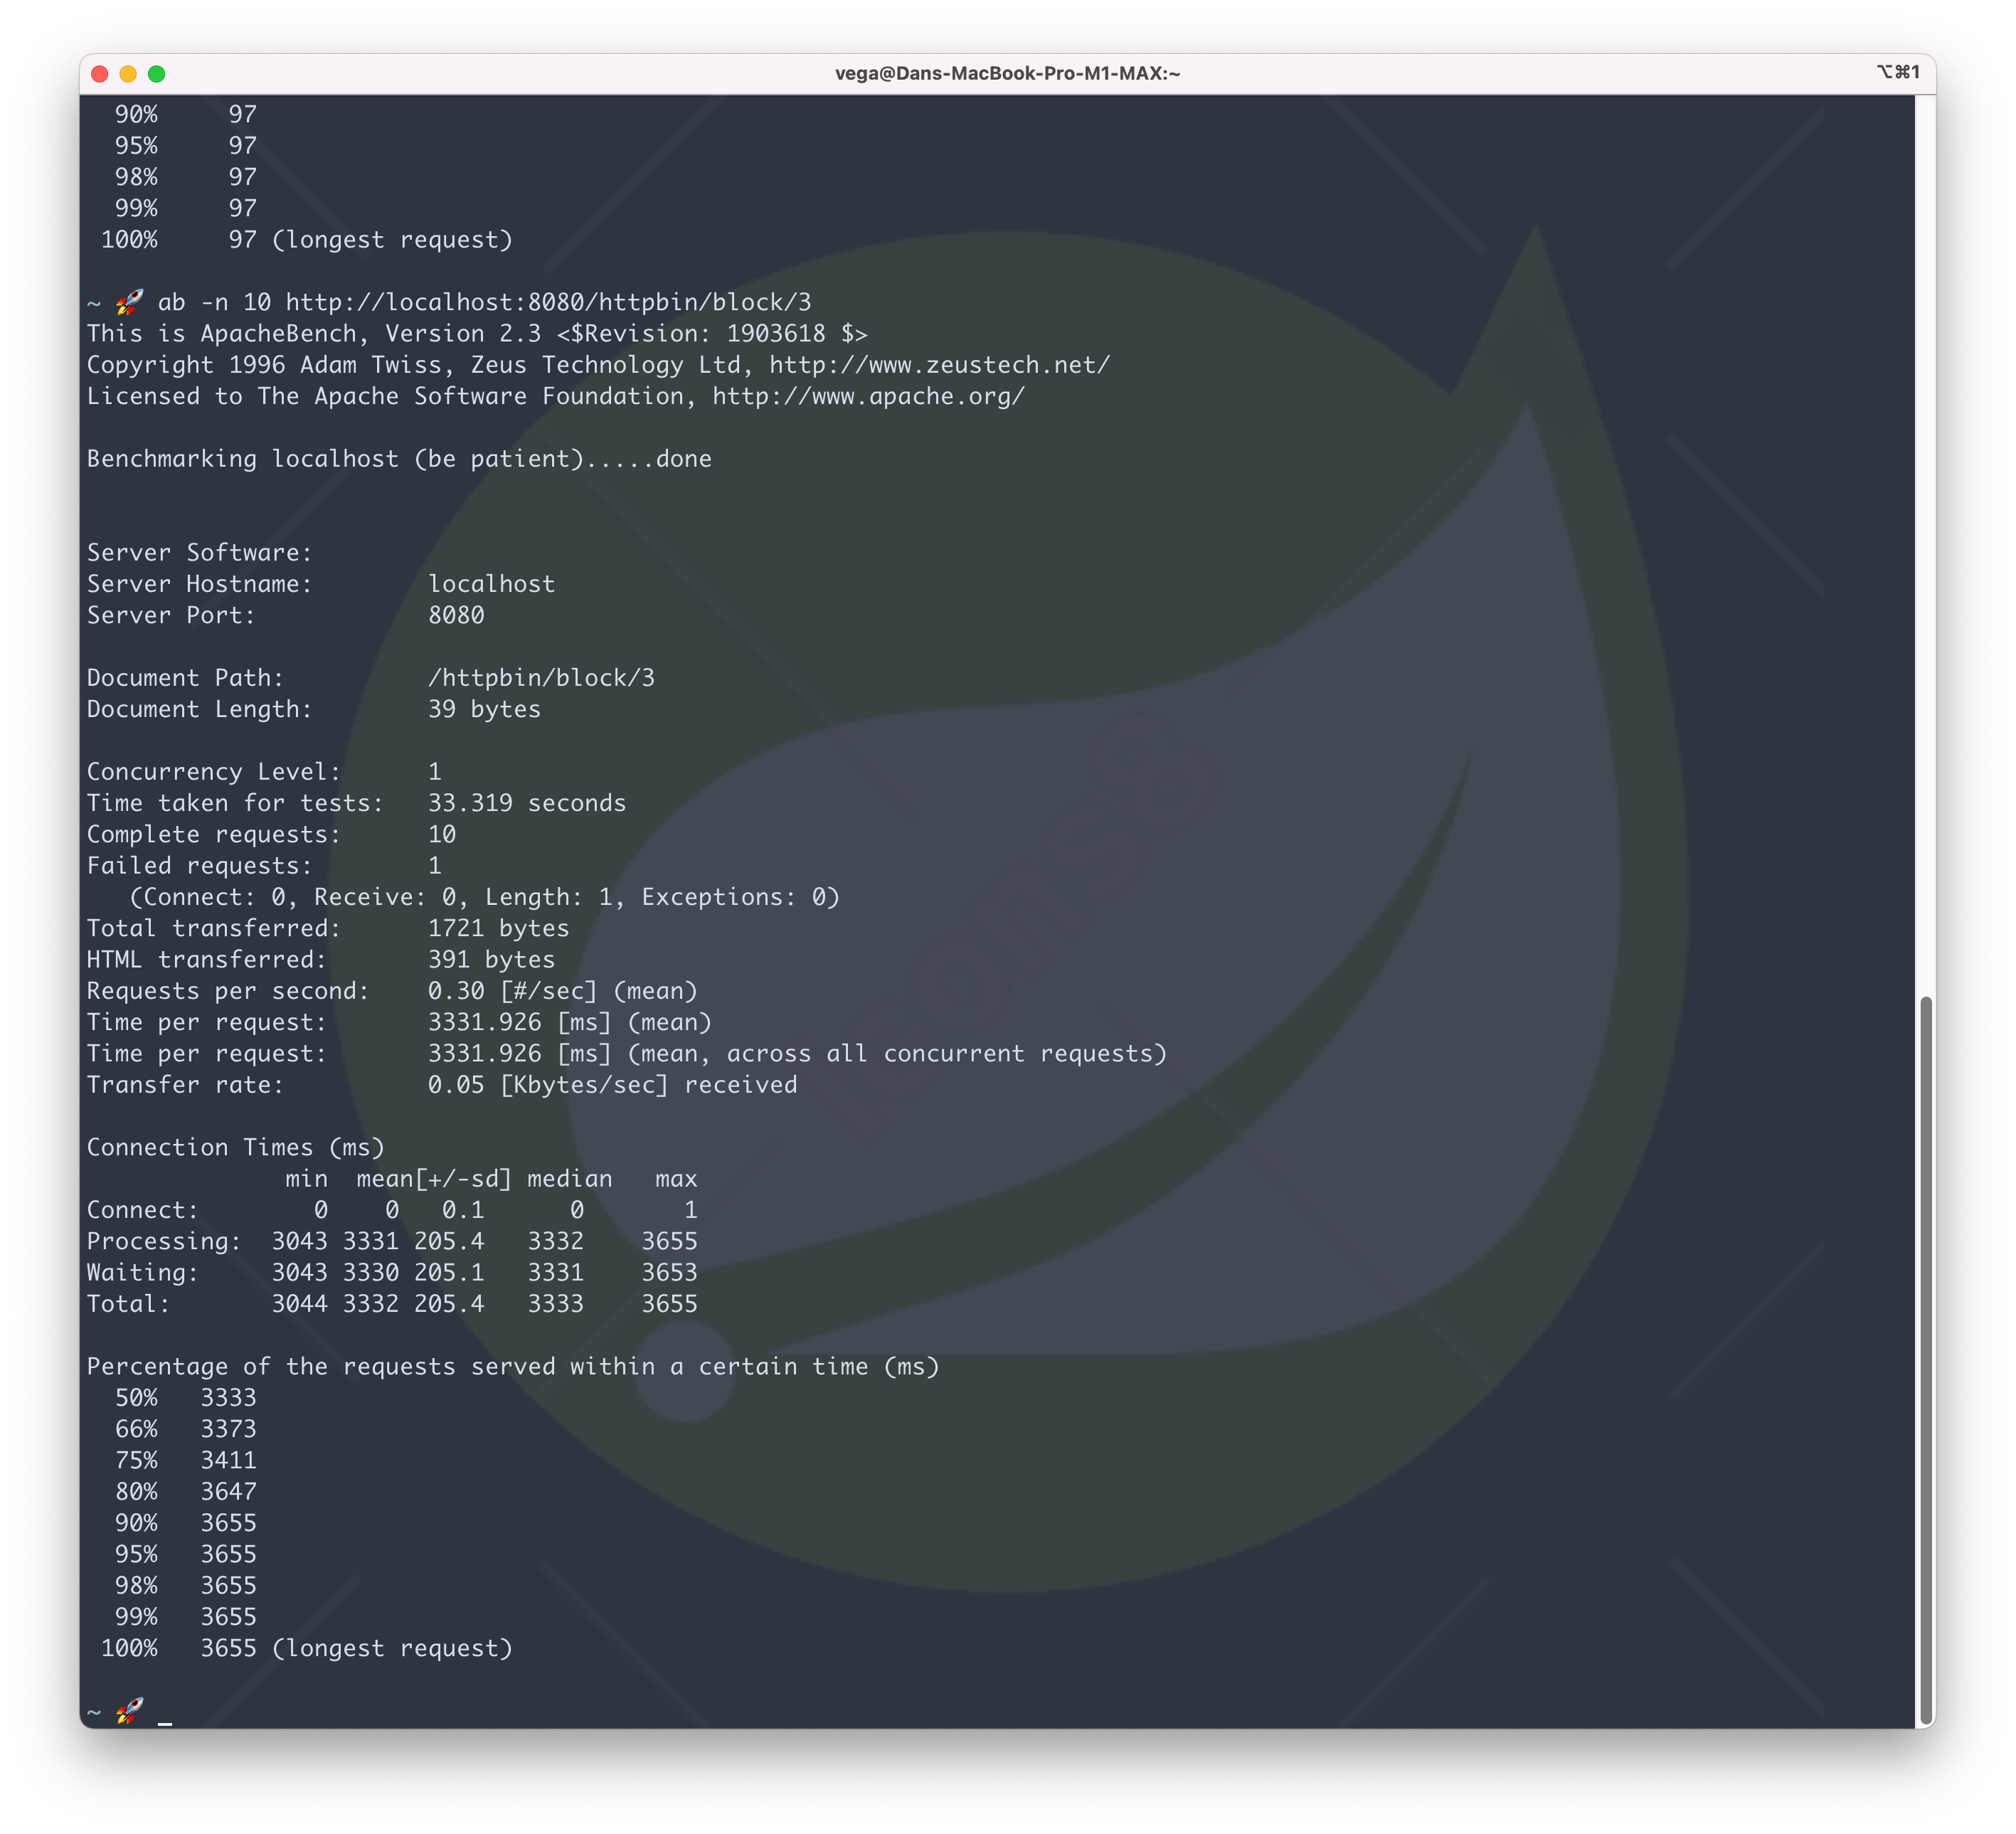 vega@Dans-MacBook-Pro-M1-MAX:~ ⌥⌘1
90% 97
95% 97
98% 97
99% 97
100% 97 (longest request)
~ 🚀 ab -n 10 http://localhost:8080/httpbin/block/3
This is ApacheBench, Version 2.3 <$Revision: 1903618 $>
Copyright 1996 Adam Twiss, Zeus Technology Ltd, http://www.zeustech.net/
Licensed to The Apache Software Foundation, http://www.apache.org/
Benchmarking localhost (be patient).....done
Server Software:
Server Hostname: localhost
Server Port: 8080
Document Path: /httpbin/block/3
Document Length: 39 bytes
Concurrency Level: 1
Time taken for tests: 33.319 seconds
Complete requests: 10
Failed requests: 1
(Connect: 0, Receive: 0, Length: 1, Exceptions: 0)
Total transferred: 1721 bytes
HTML transferred: 391 bytes
Requests per second: 0.30 [#/sec] (mean)
Time per request: 3331.926 [ms] (mean)
Time per request: 3331.926 [ms] (mean, across all concurrent requests)
Transfer rate: 0.05 [Kbytes/sec] received
Connection Times (ms)
min mean[+/-sd] median max
Connect: 0 0 0.1 0 1
Processing: 3043 3331 205.4 3332 3655
Waiting: 3043 3330 205.1 3331 3653
Total: 3044 3332 205.4 3333 3655
Percentage of the requests served within a certain time (ms)
50% 3333
66% 3373
75% 3411
80% 3647
90% 3655
95% 3655
98% 3655
99% 3655
100% 3655 (longest request)
~ 🚀 _